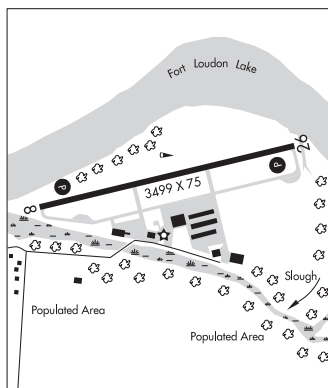 Fort Loudon Lake
26
P
3499 X 75
P
8
Slough
Populated Area
Populated Area